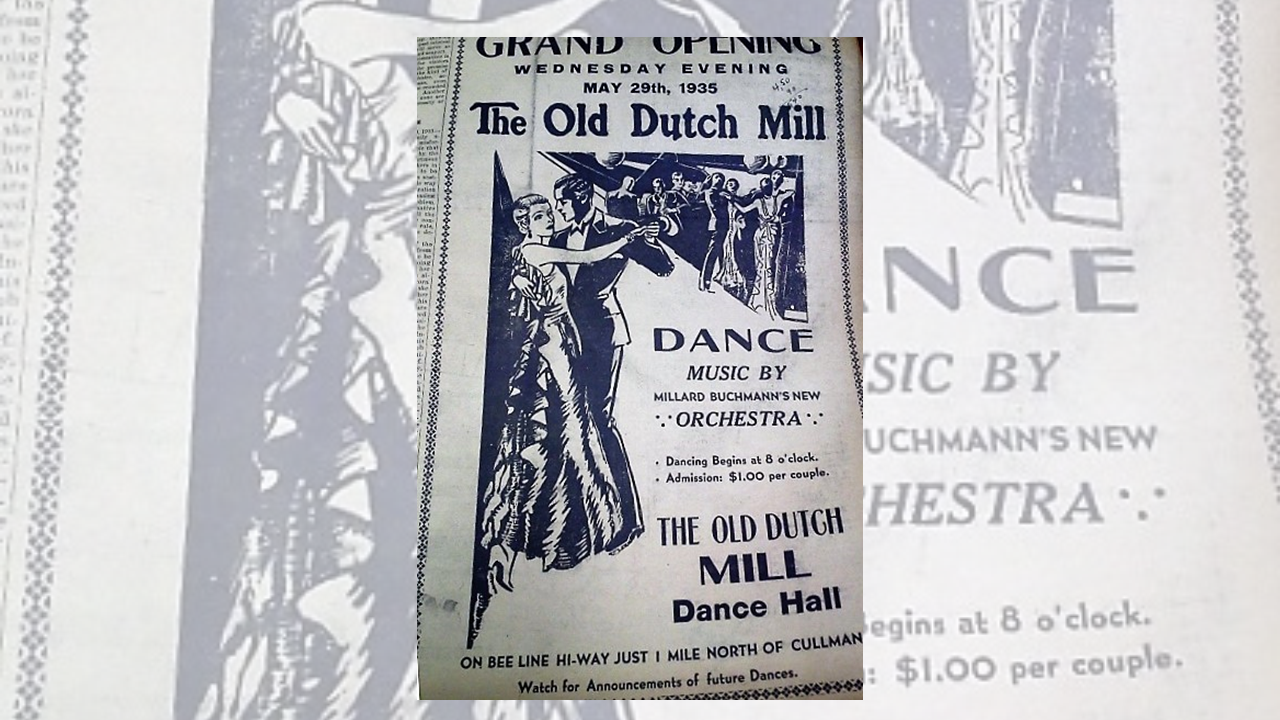 GRAND OPENING
WEDNESDAY EVENING
MAY 29th, 1935
The Old Dutch Mill
DANCE
MUSIC BY
MILLARD BUCHMANN'S NEW
∵ ORCHESTRA ∵
• Dancing Begins at 8 o'clock.
• Admission: $1.00 per couple.
THE OLD DUTCH
MILL
Dance Hall
ON BEE LINE HI-WAY JUST 1 MILE NORTH OF CULLMAN
Watch for Announcements of future Dances.